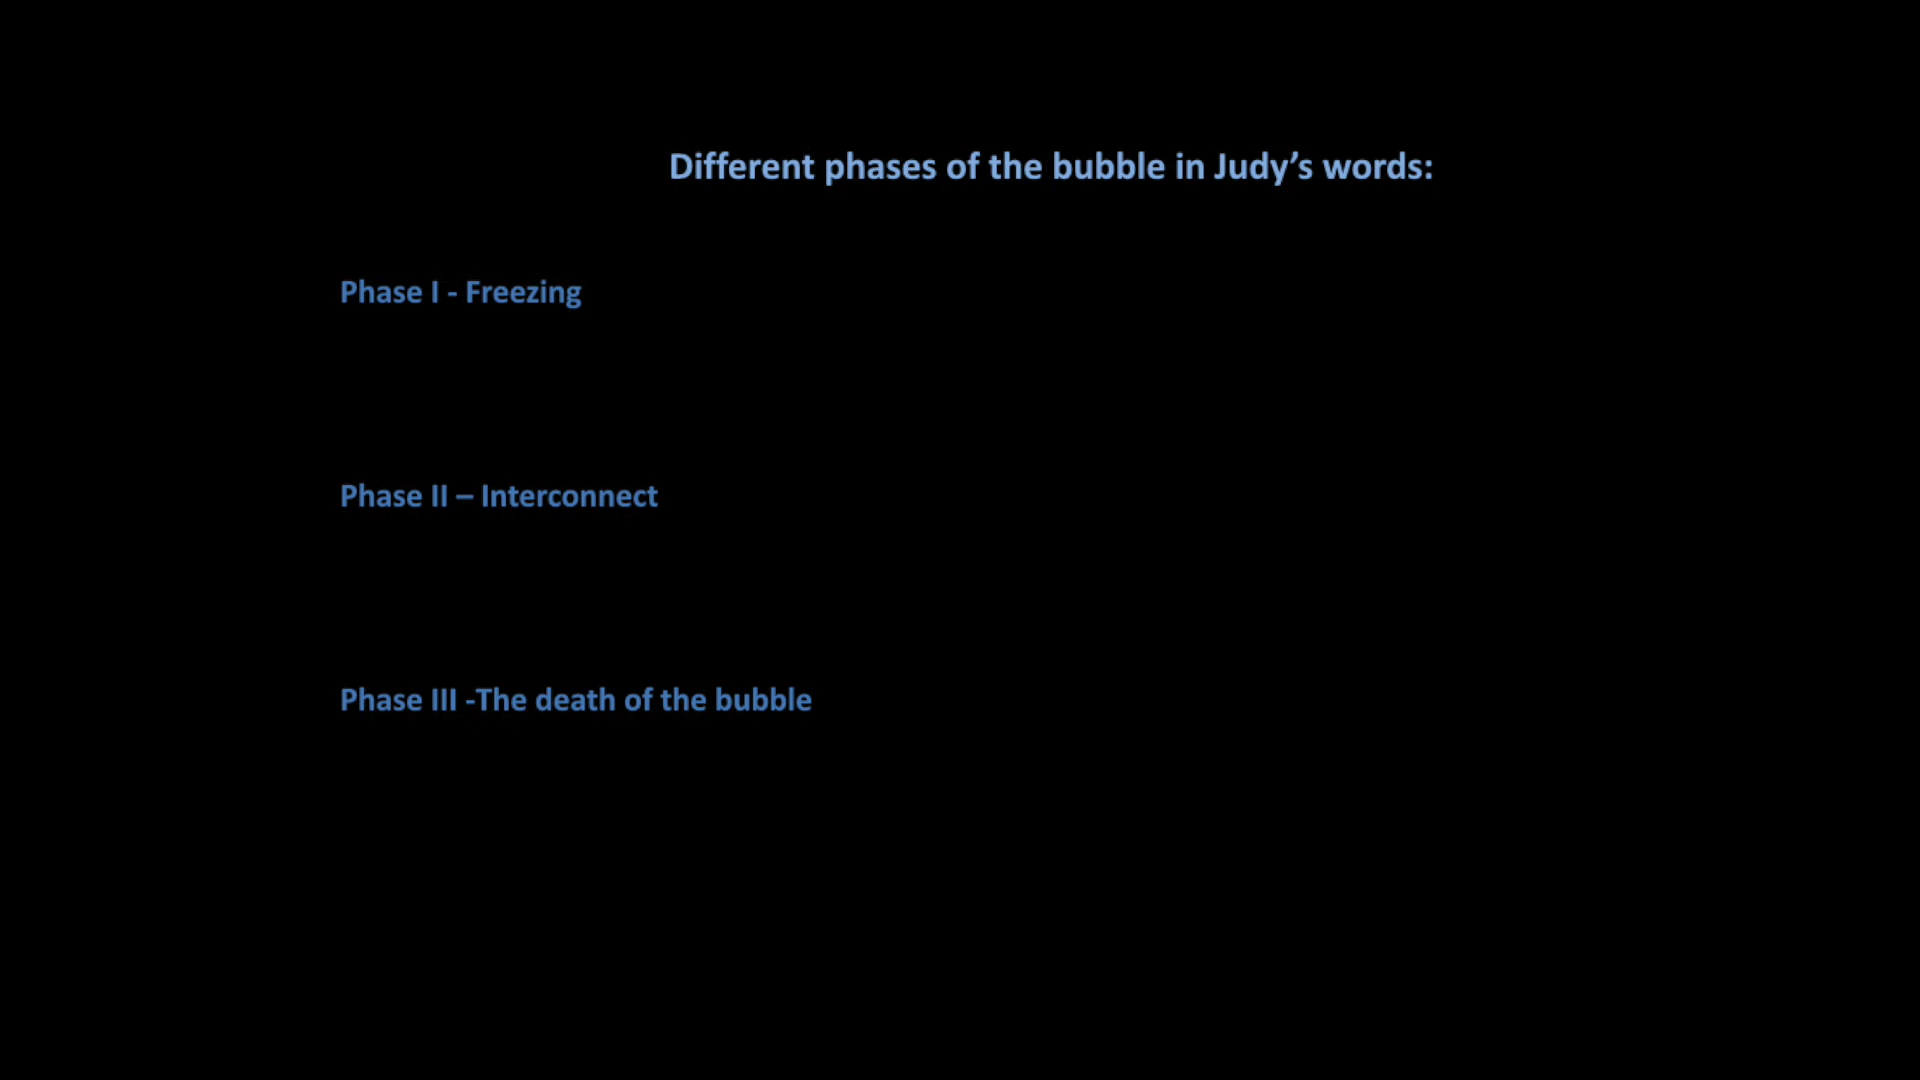 Different phases of the bubble in Judy’s words:
Phase I - Freezing
Phase II – Interconnect
Phase III -The death of the bubble